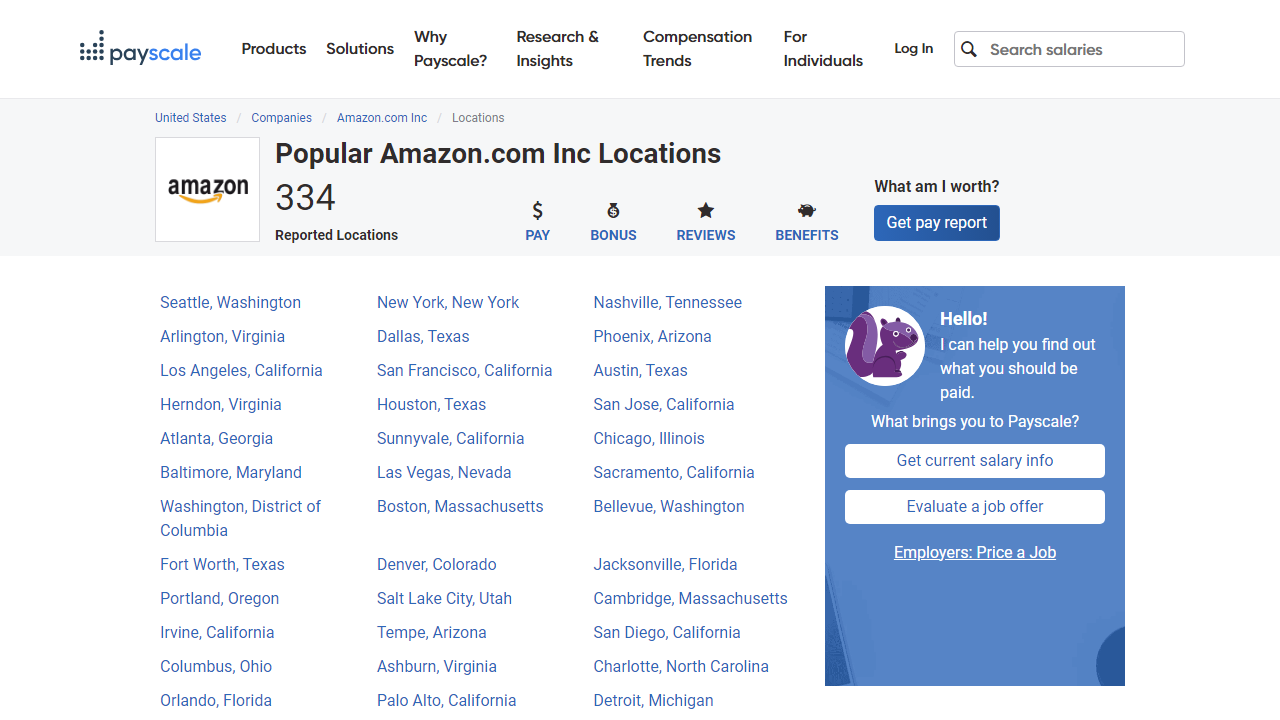 payscale
Products
Solutions
Why
Payscale?
Research &
Insights
Compensation
Trends
For
Individuals
Log In
Search salaries
United States / Companies / Amazon.com Inc / Locations
amazon
Popular Amazon.com Inc Locations
334
Reported Locations
PAY
BONUS
REVIEWS
BENEFITS
What am I worth?
Get pay report
Seattle, Washington
New York, New York
Nashville, Tennessee
Arlington, Virginia
Dallas, Texas
Phoenix, Arizona
Los Angeles, California
San Francisco, California
Austin, Texas
Herndon, Virginia
Houston, Texas
San Jose, California
Atlanta, Georgia
Sunnyvale, California
Chicago, Illinois
Baltimore, Maryland
Las Vegas, Nevada
Sacramento, California
Washington, District of
Columbia
Boston, Massachusetts
Bellevue, Washington
Fort Worth, Texas
Denver, Colorado
Jacksonville, Florida
Portland, Oregon
Salt Lake City, Utah
Cambridge, Massachusetts
Irvine, California
Tempe, Arizona
San Diego, California
Columbus, Ohio
Ashburn, Virginia
Charlotte, North Carolina
Orlando, Florida
Palo Alto, California
Detroit, Michigan
Hello!
I can help you find out
what you should be
paid.
What brings you to Payscale?
Get current salary info
Evaluate a job offer
Employers: Price a Job